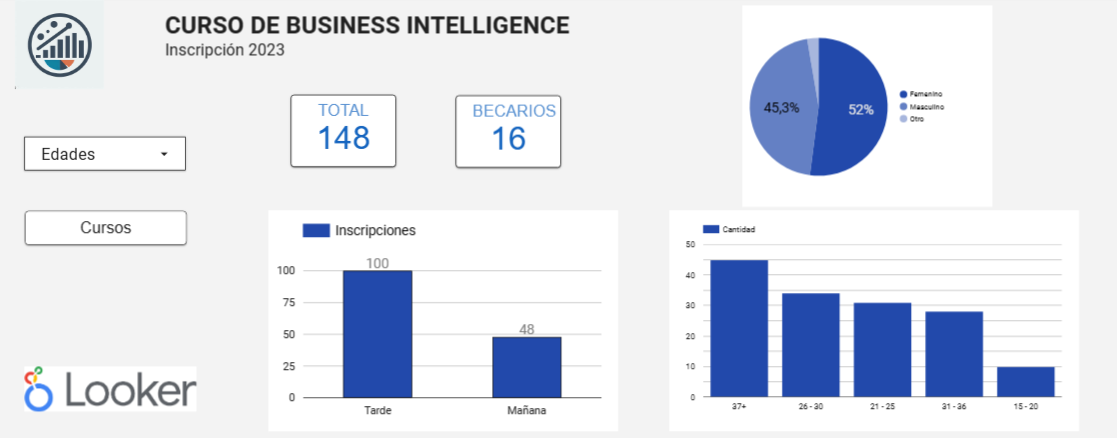 CURSO DE BUSINESS INTELLIGENCE
Inscripción 2023
TOTAL
148
BECARIOS
16
Edades
Cursos
45,3%
52%
Femenino
Masculino
Otro
Inscripciones
100
75
50
25
0
100
48
Tarde
Mañana
Cantidad
50
40
30
20
10
0
37+
26 - 30
21 - 25
31 - 36
15 - 20
Looker